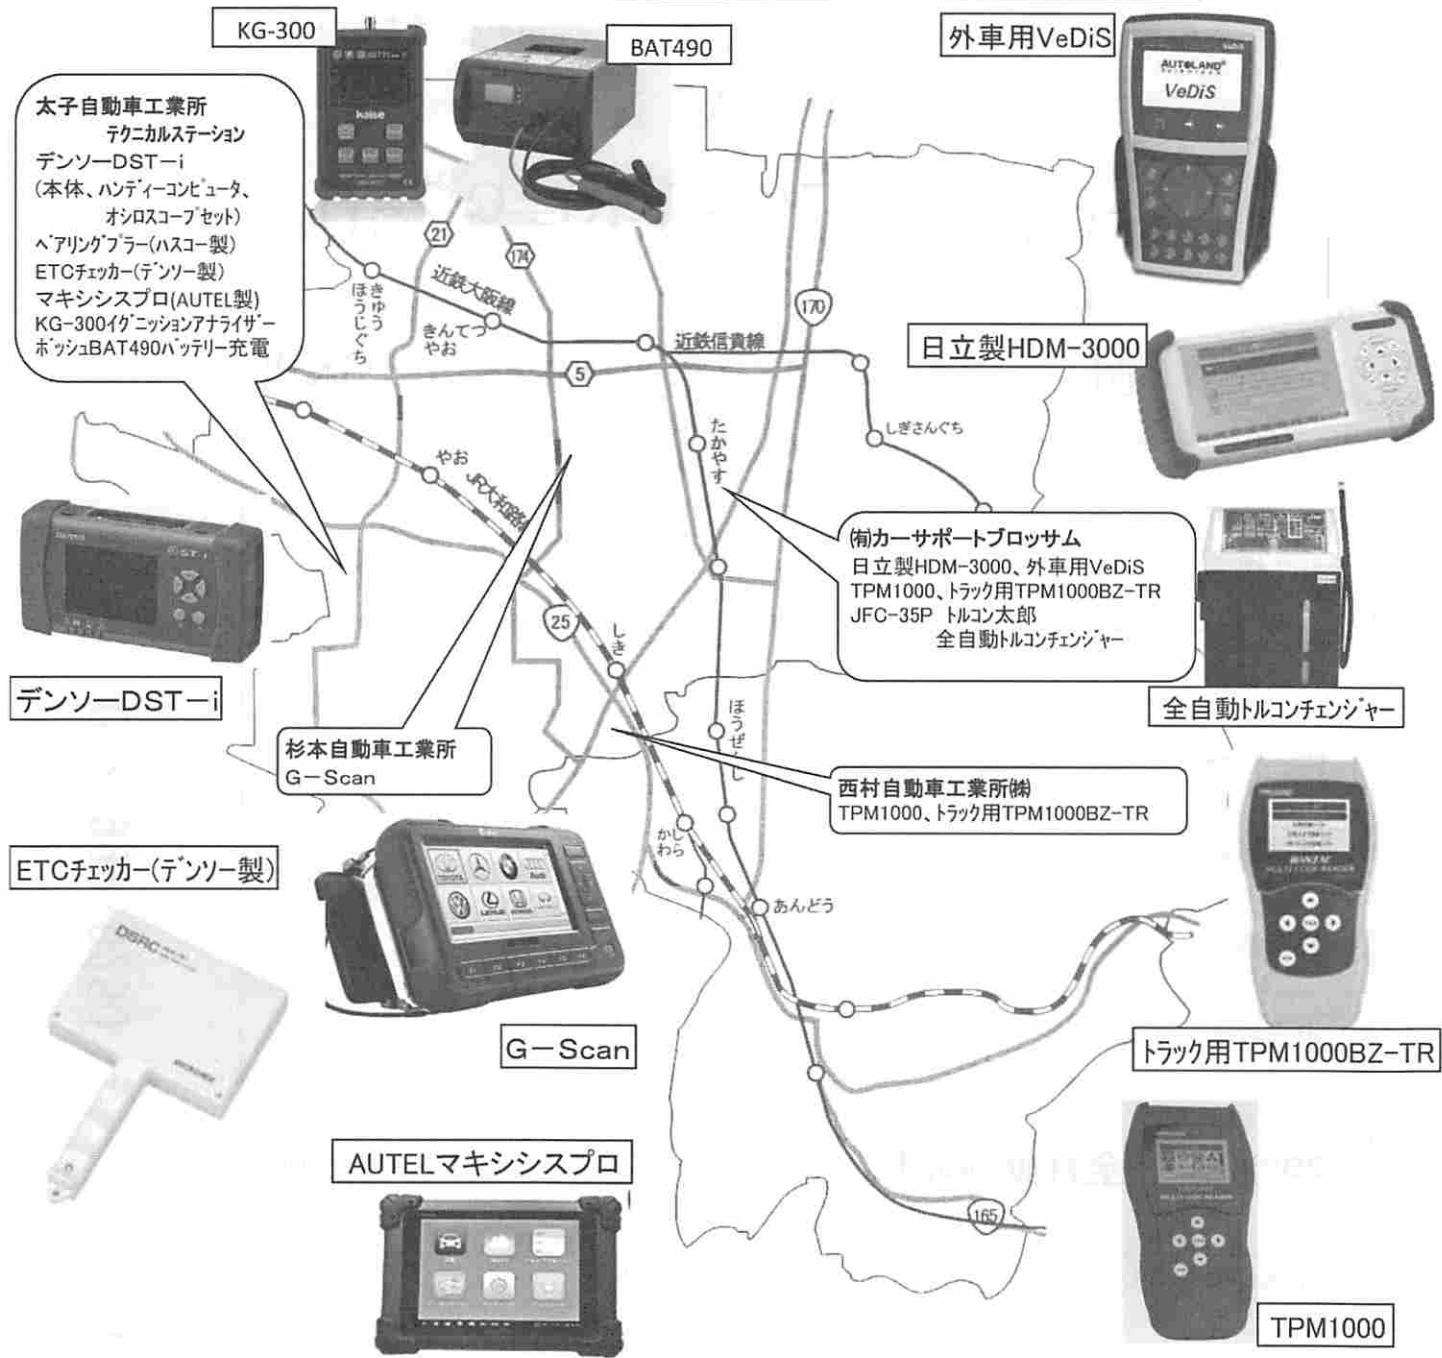 KG-300
BAT490
外車用VeDiS
kaise
AUTOLAND
VeDiS
太子自動車工業所
テクニカルステーション
デンソーDST-i
(本体、ハンディーコンピュータ、
オシロスコープセット)
ベアリングプラー(ハスコー製)
ETCチェッカー(デンソー製)
マキシシスプロ(AUTEL製)
KG-300イグニッションアナライザー
ボッシュBAT490バッテリー充電
21
174
170
きゅう
ほうじぐち
近鉄大阪線
きんてつ
やお
近鉄信貴線
5
日立製HDM-3000
しぎさんぐち
たかやす
やお
JR大和路
㈲カーサポートブロッサム
日立製HDM-3000、外車用VeDiS
TPM1000、トラック用TPM1000BZ-TR
JFC-35P トルコン太郎
全自動トルコンチェンジャー
DST-i
25
しき
デンソーDST-i
全自動トルコンチェンジャー
杉本自動車工業所
G-Scan
ほうぜ
じ
西村自動車工業所㈱
TPM1000、トラック用TPM1000BZ-TR
かし
わら
ETCチェッカー(デンソー製)
TOYOTA
Audi
LEXUS
あんどう
MULTI CODE READER
DSRC
G-Scan
トラック用TPM1000BZ-TR
AUTELマキシシスプロ
MULTI CODE READER
165
TPM1000